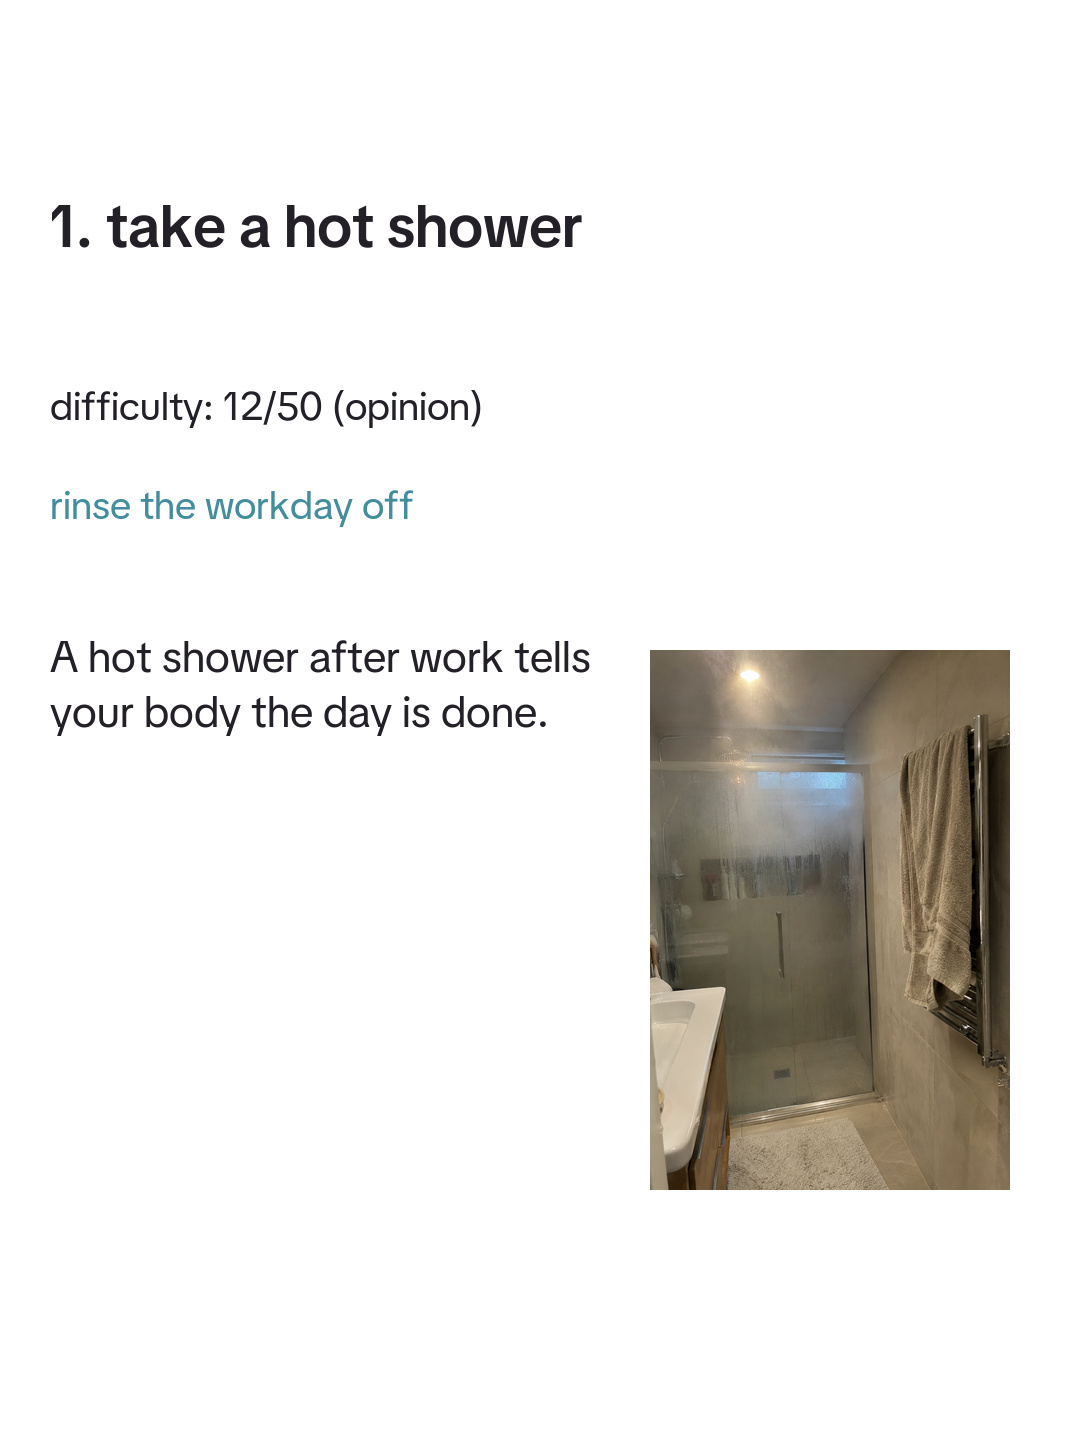 1. take a hot shower
difficulty: 12/50 (opinion)
rinse the workday off
A hot shower after work tells
your body the day is done.